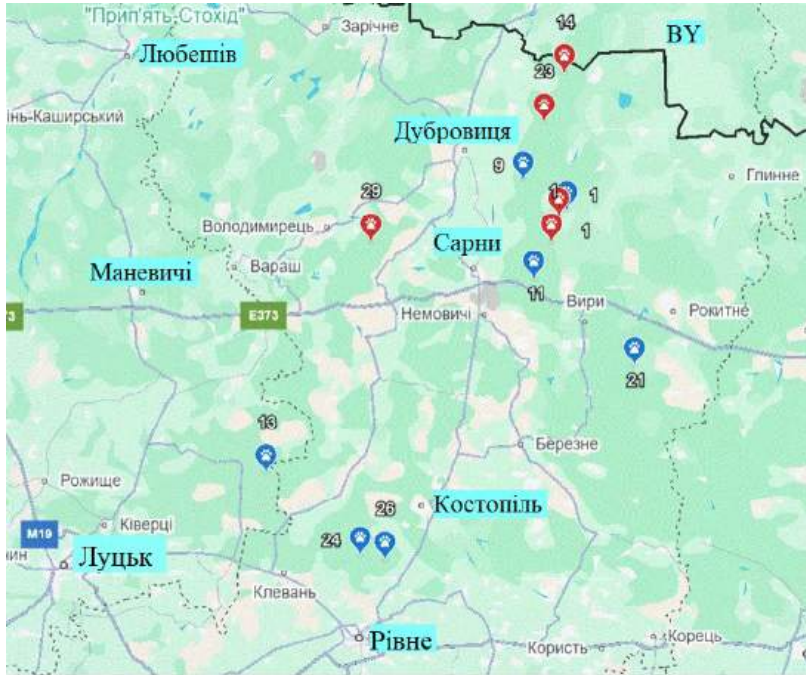 "Прип'ять-Стохід"
Зарічне
14
BY
Любешів
23
інь-Каширський
Дубровиця
9
Глинне
29
1
1
Володимирець
1
Сарни
Вараш
Маневичі
11
Вири
Рокитне
73
E373
Немовичі
21
13
Березне
Рожище
26
Костопіль
Ківерці
24
M19
Луцьк
Клевань
Рівне
Користь
Корець